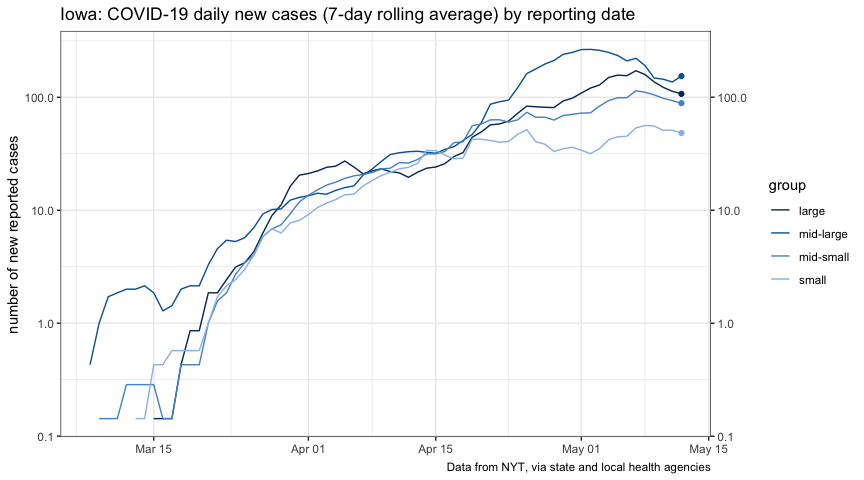 Iowa: COVID-19 daily new cases (7-day rolling average) by reporting date
number of new reported cases
100.0
10.0
1.0
0.1
100.0
10.0
1.0
0.1
Mar 15
Apr 01
Apr 15
May 01
May 15
group
large
mid-large
mid-small
small
Data from NYT, via state and local health agencies